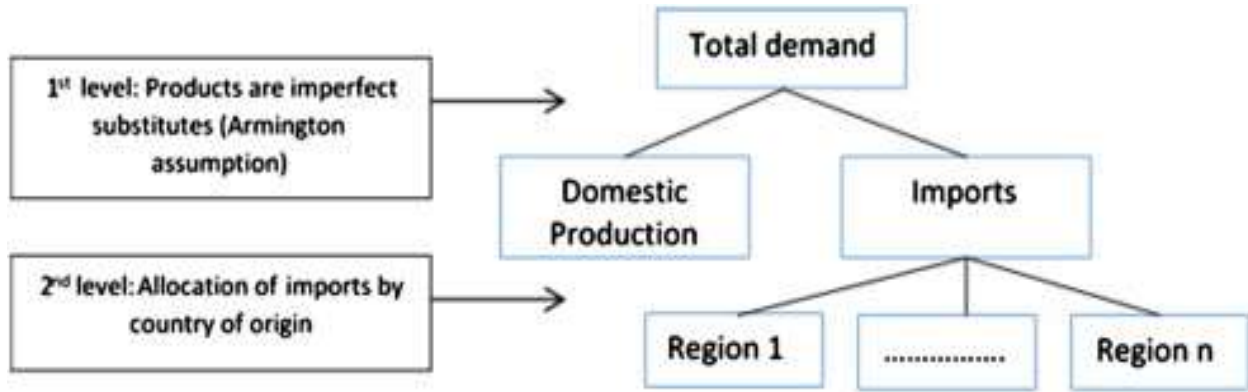 Total demand
1st level: Products are imperfect
substitutes (Armington
assumption)
Domestic
Production
Imports
2nd level: Allocation of imports by
country of origin
Region 1
...............
Region n